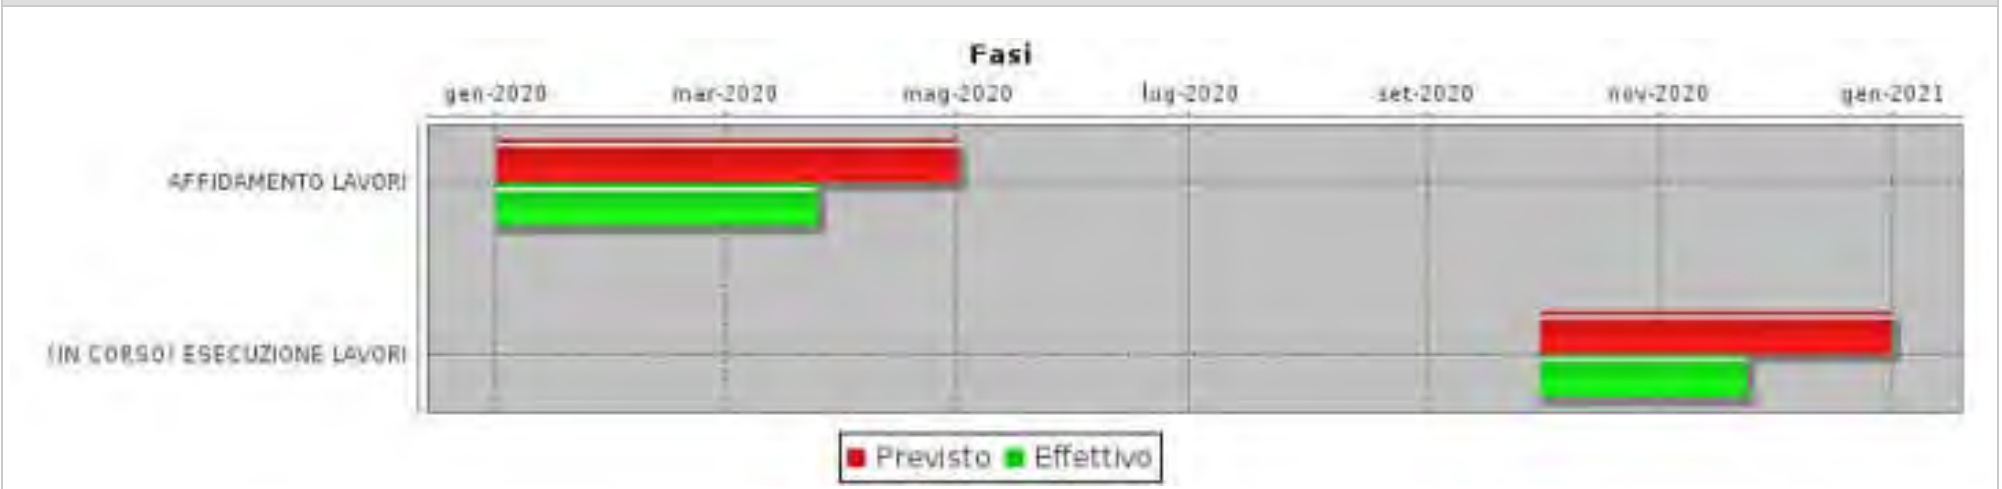 Fasi
gen-2020 mar-2020 mag-2020 lug-2020 set-2020 nov-2020 gen-2021
AFFIDAMENTO LAVORI
(IN CORSO) ESECUZIONE LAVORI
Previsto Effettivo